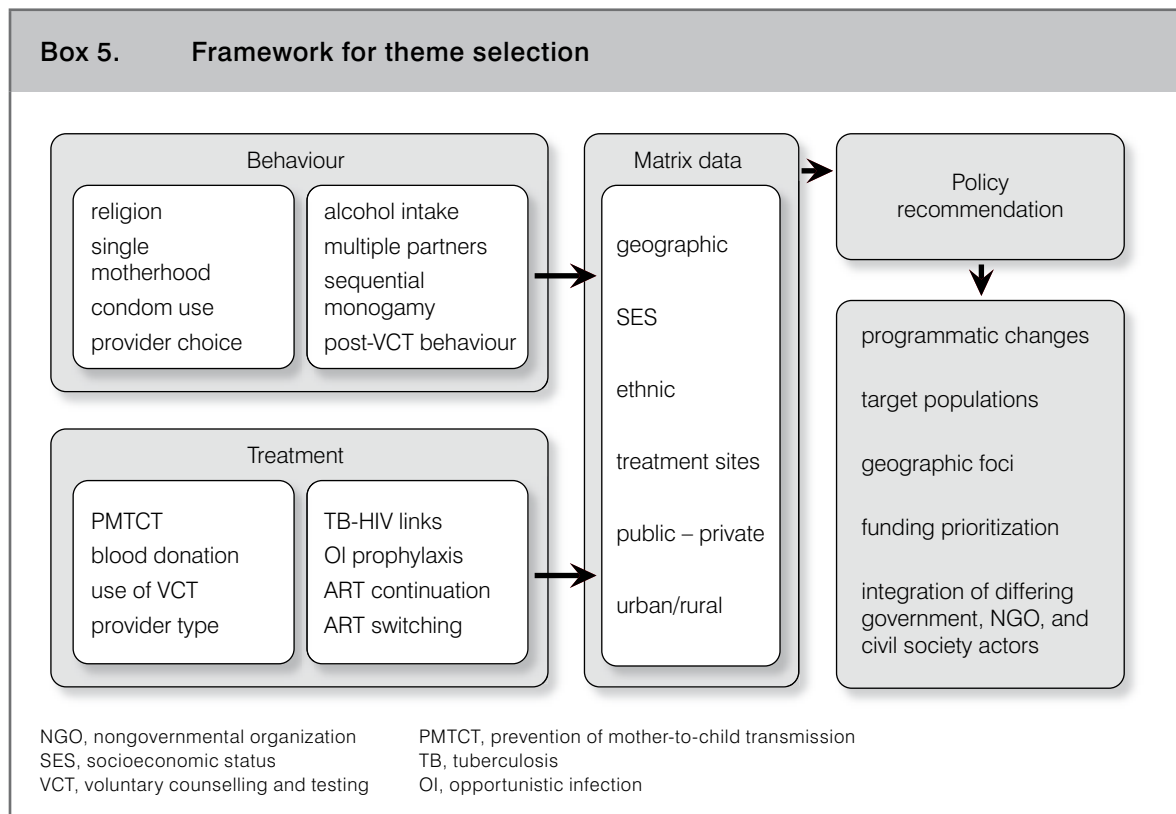 Box 5. Framework for theme selection
Behaviour
religion
single
motherhood
condom use
provider choice
alcohol intake
multiple partners
sequential
monogamy
post-VCT behaviour
Treatment
PMTCT
blood donation
use of VCT
provider type
TB-HIV links
OI prophylaxis
ART continuation
ART switching
Matrix data
geographic
SES
ethnic
treatment sites
public – private
urban/rural
Policy
recommendation
programmatic changes
target populations
geographic foci
funding prioritization
integration of differing
government, NGO, and
civil society actors
NGO, nongovernmental organization
SES, socioeconomic status
VCT, voluntary counselling and testing
PMTCT, prevention of mother-to-child transmission
TB, tuberculosis
OI, opportunistic infection